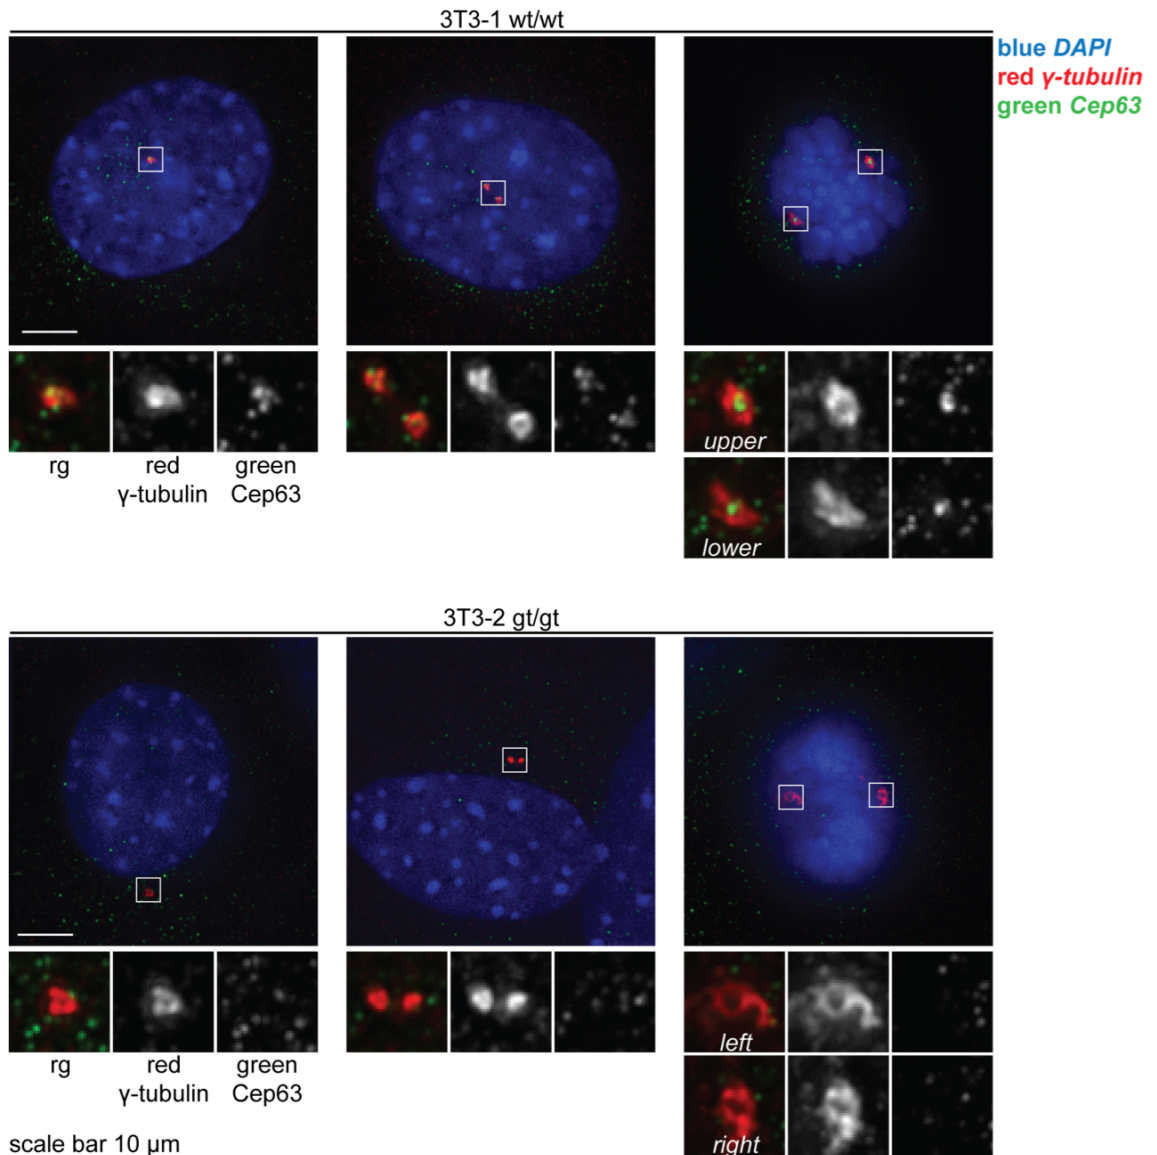 3T3-1 wt/wt
blue DAPI
red γ-tubulin
green Cep63
upper
rg
red
γ-tubulin
green
Cep63
lower
3T3-2 gt/gt
left
rg
red
γ-tubulin
green
Cep63
right
scale bar 10 μm